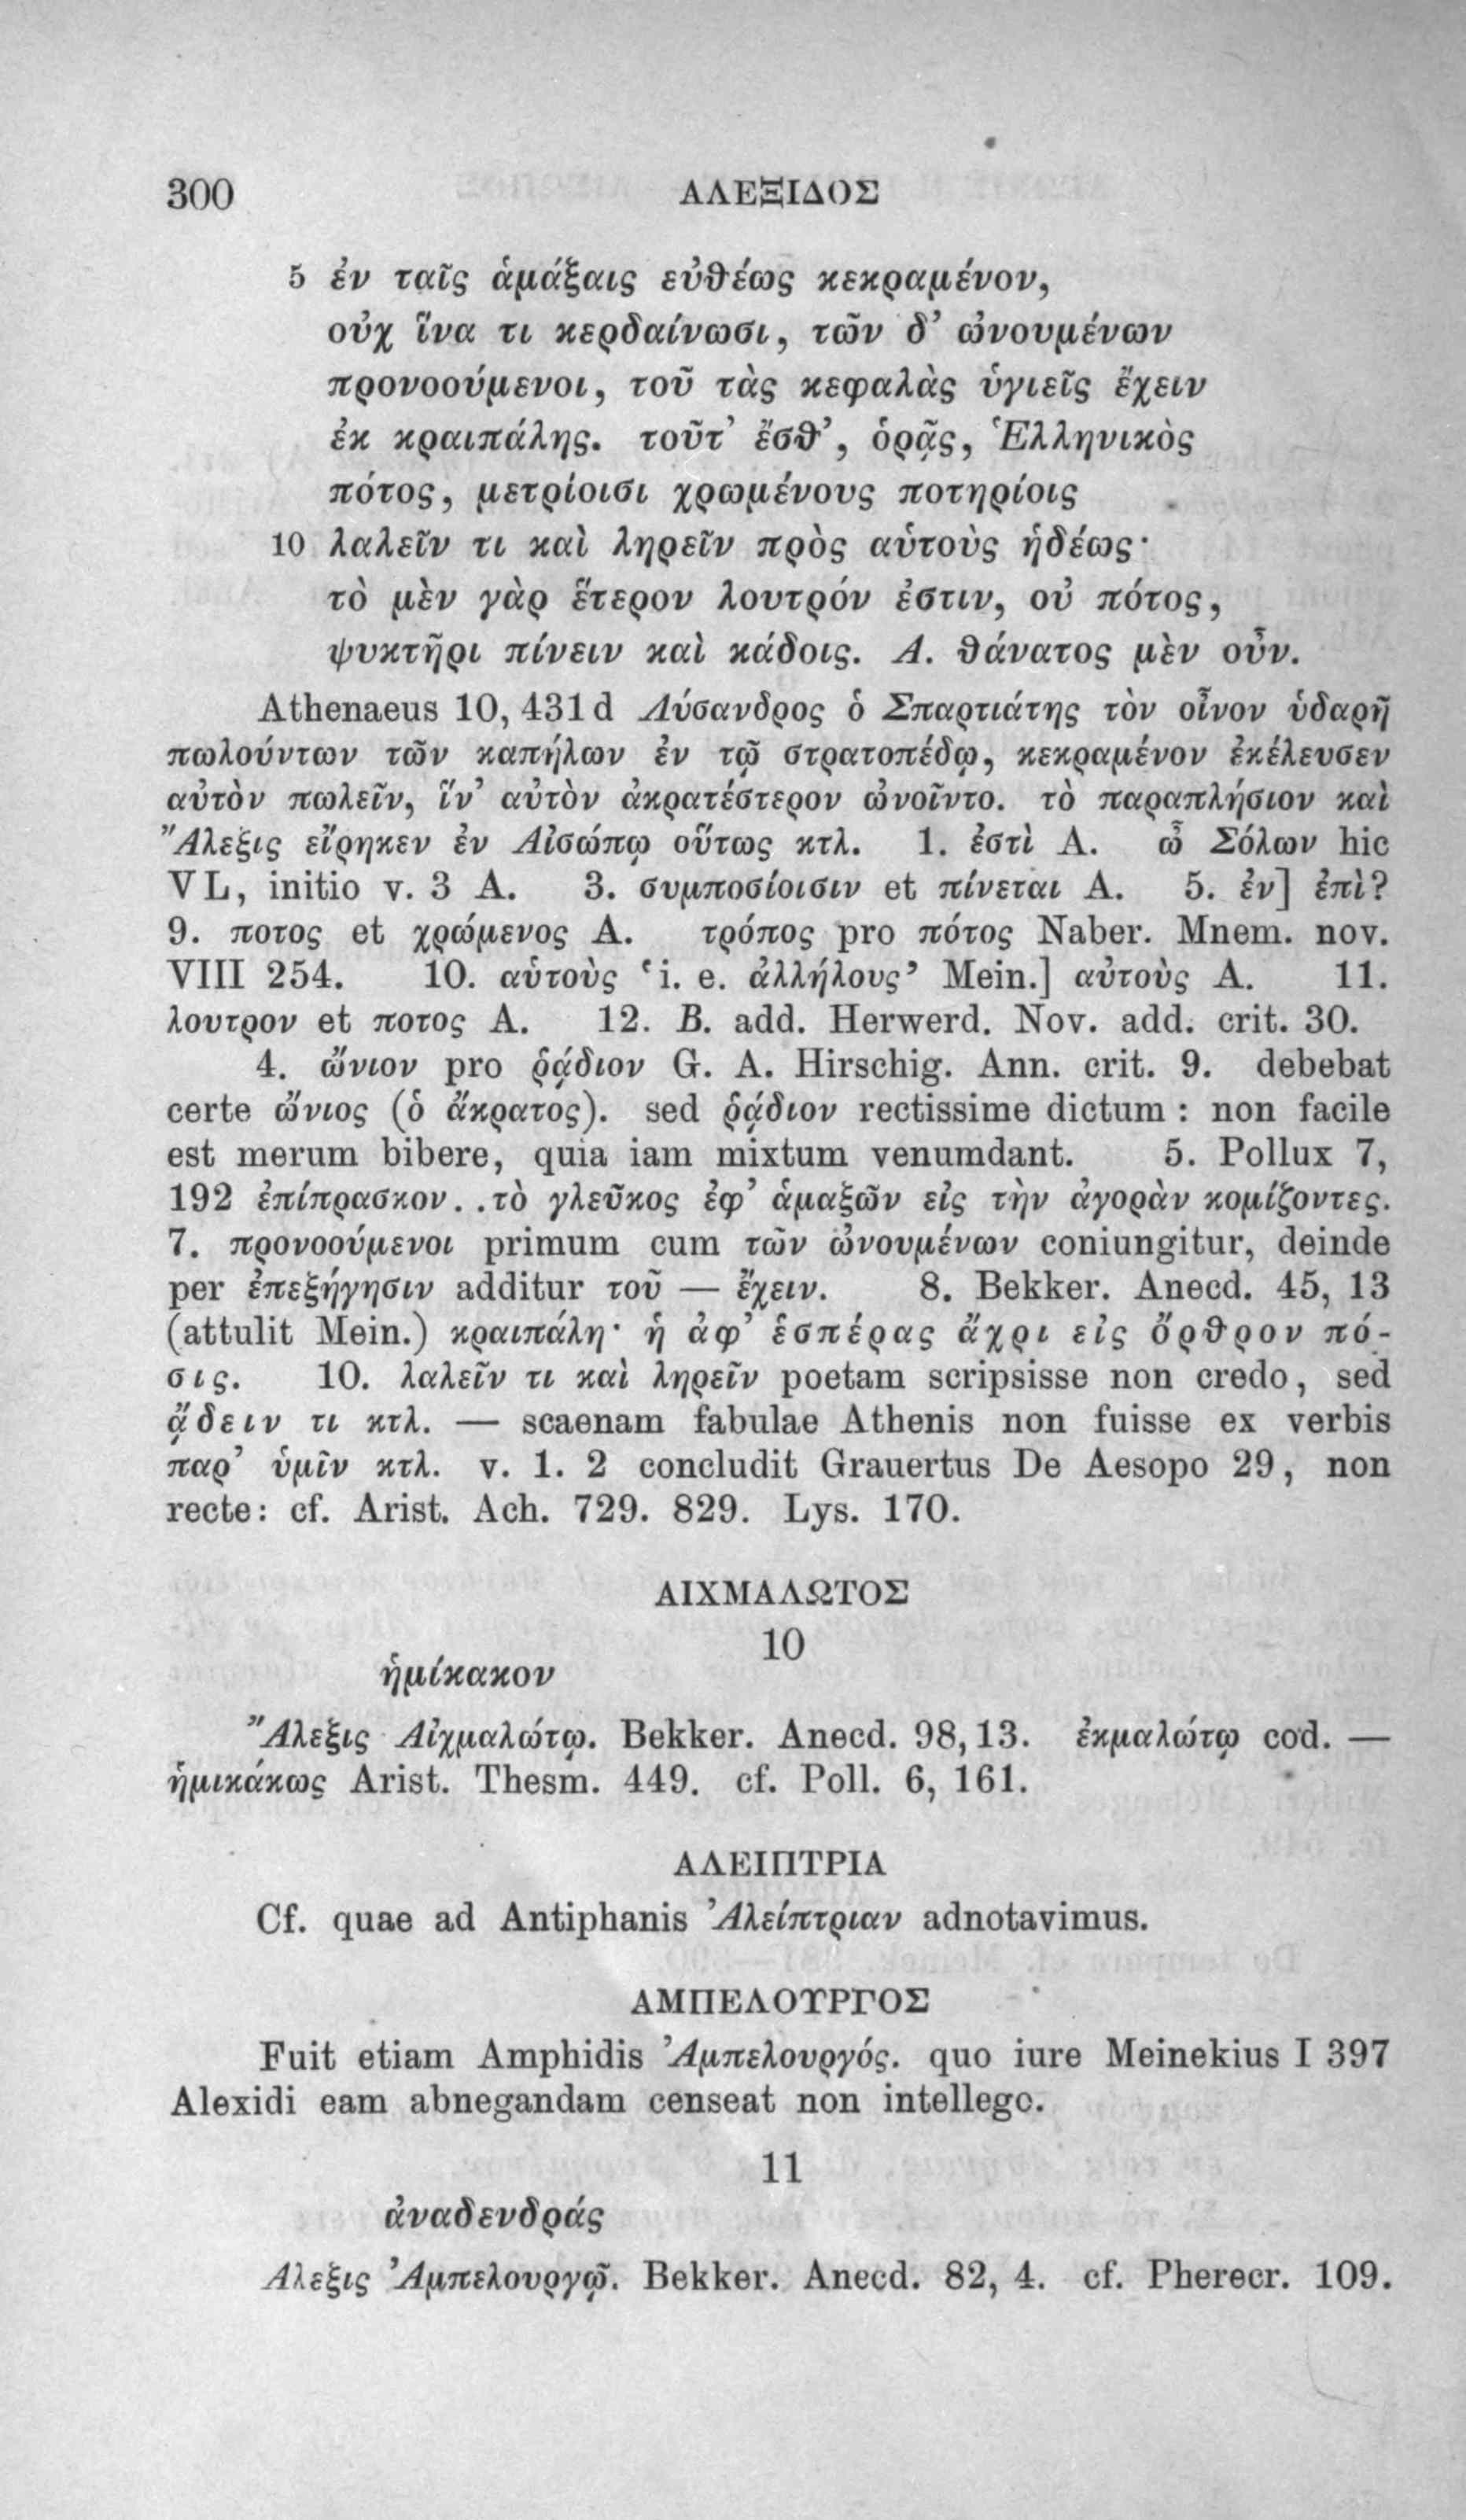 300 ΑΛΕΞΙΔΟΣ
5 ἐν ταῖς ἁμάξαις εὐθέως κεκραμένον,
οὐχ ἵνα τι κερδαίνωσι, τῶν δ’ ὠνουμένων
προνοούμενοι, τοῦ τὰς κεφαλὰς ὑγιεῖς ἔχειν
ἐκ κραιπάλης. τοῦτ’ ἔσθ’, ὁρᾷς, Ἑλληνικὸς
πότος, μετρίοισι χρωμένους ποτηρίοις
10 λαλεῖν τι καὶ ληρεῖν πρὸς αὑτοὺς ἡδέως·
τὸ μὲν γὰρ ἕτερον λουτρόν ἐστιν, οὐ πότος,
ψυκτῆρι πίνειν καὶ κάδοις. Α. θάνατος μὲν οὖν.
Athenaeus 10, 431 d Λύσανδρος ὁ Σπαρτιάτης τὸν οἶνον ὑδαρῆ
πωλούντων τῶν καπήλων ἐν τῷ στρατοπέδῳ, κεκραμένον ἐκέλευσεν
αὐτὸν πωλεῖν, ἵν’ αὐτὸν ἀκρατέστερον ὠνοῖντο. τὸ παραπλήσιον καὶ
Ἄλεξις εἴρηκεν ἐν Αἰσώπῳ οὕτως κτλ. 1. ἐστὶ A. ὦ Σόλων hic
VL, initio v. 3 A. 3. συμποσίοισιν et πίνεται A. 5. ἐν] ἐπὶ?
9. ποτος et χρώμενος A. τρόπος pro πότος Naber. Mnem. nov.
VIII 254. 10. αὑτοὺς ‘i. e. ἀλλήλους’ Mein.] αὐτοὺς A. 11.
λουτρον et ποτος A. 12. B. add. Herwerd. Nov. add. crit. 30.
4. ὤνιον pro ῥᾴδιον G. A. Hirschig. Ann. crit. 9. debebat
certe ὤνιος (ὁ ἄκρατος). sed ῥᾴδιον rectissime dictum : non facile
est merum bibere, quia iam mixtum venumdant. 5. Pollux 7,
192 ἐπίπρασκον . . τὸ γλεῦκος ἐφ’ ἁμαξῶν εἰς τὴν ἀγορὰν κομίζοντες.
7. προνοούμενοι primum cum τῶν ὠνουμένων coniungitur, deinde
per ἐπεξήγησιν additur τοῦ — ἔχειν. 8. Bekker. Anecd. 45, 13
(attulit Mein.) κραιπάλη· ἡ ἀφ’ ἑσπέρας ἄχρι εἰς ὄρθρον πό-
σις. 10. λαλεῖν τι καὶ ληρεῖν poetam scripsisse non credo, sed
ᾄδειν τι κτλ. — scaenam fabulae Athenis non fuisse ex verbis
παρ’ ὑμῖν κτλ. v. 1. 2 concludit Grauertus De Aesopo 29, non
recte: cf. Arist. Ach. 729. 829. Lys. 170.
ΑΙΧΜΑΛΩΤΟΣ
10
ἡμίκακον
Ἄλεξις Αἰχμαλώτῳ. Bekker. Anecd. 98, 13. ἐκμαλώτῳ cod. —
ἡμικάκως Arist. Thesm. 449. cf. Poll. 6, 161.
ΑΛΕΙΠΤΡΙΑ
Cf. quae ad Antiphanis Ἀλείπτριαν adnotavimus.
ΑΜΠΕΛΟΥΡΓΟΣ
Fuit etiam Amphidis Ἀμπελουργός. quo iure Meinekius I 397
Alexidi eam abnegandam censeat non intellego.
11
ἀναδενδράς
Αλεξις Ἀμπελουργῷ. Bekker. Anecd. 82, 4. cf. Pherecr. 109.